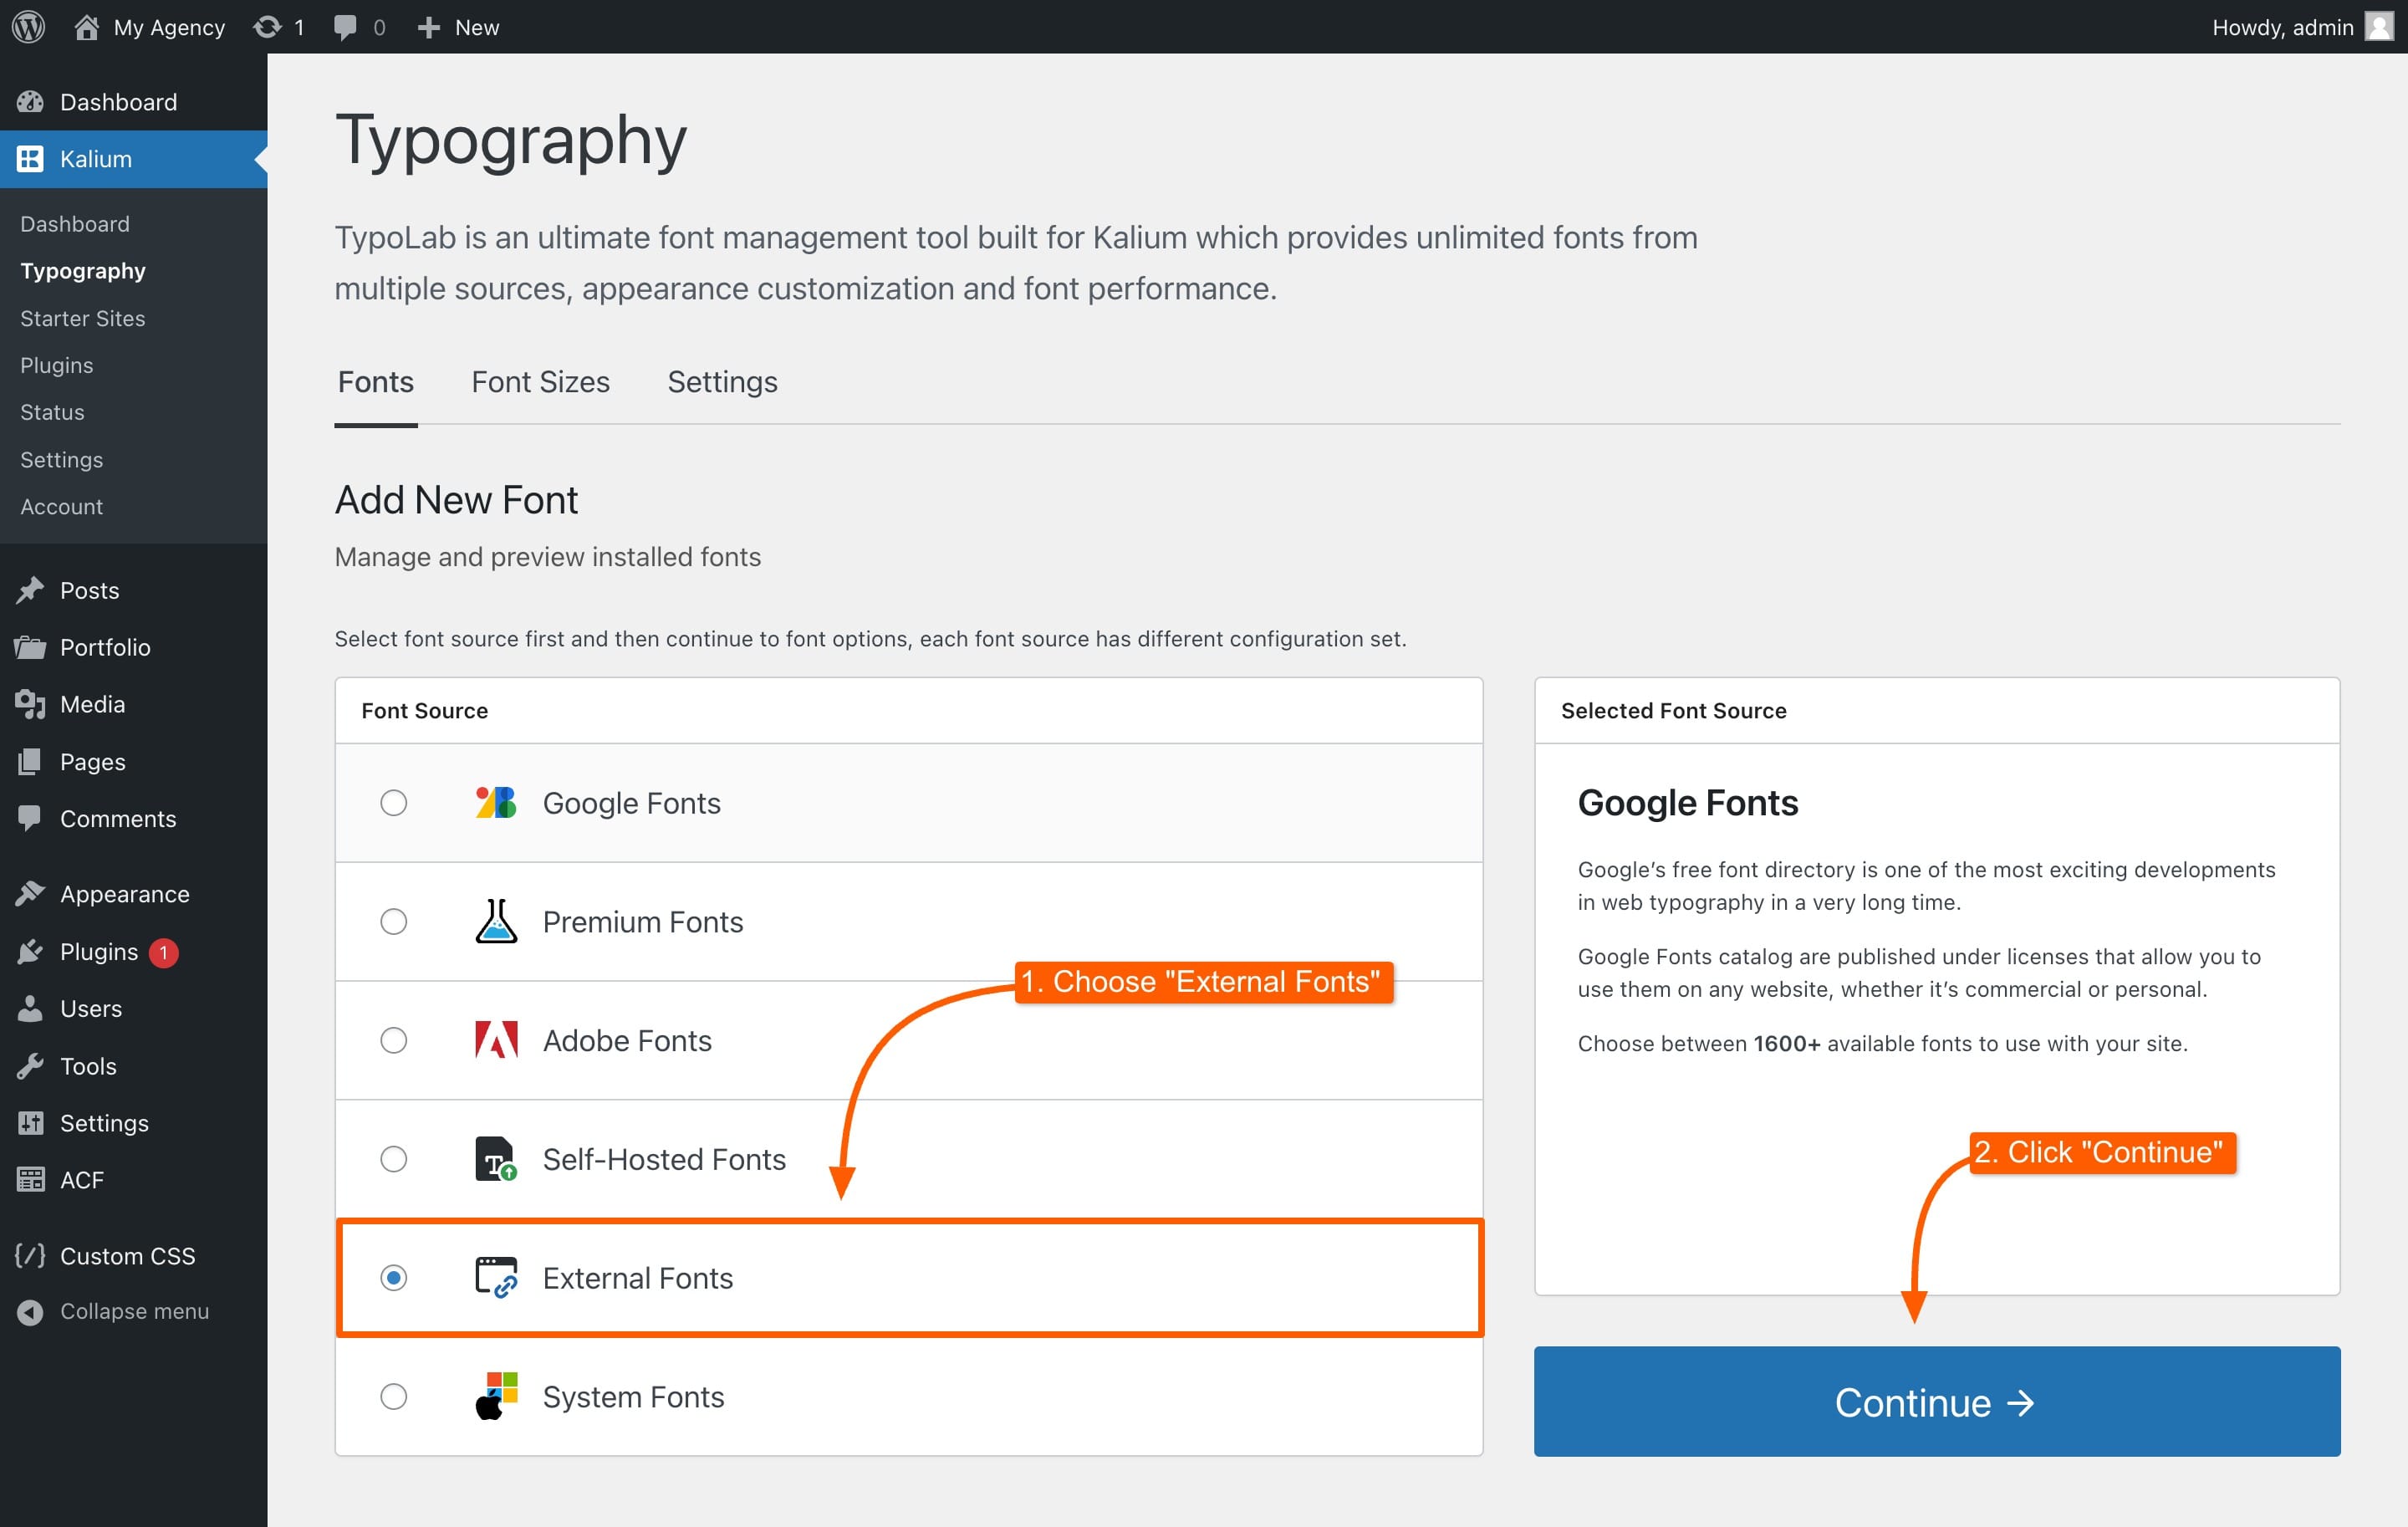 My Agency
1
0
New
Howdy, admin
Dashboard
Kalium
Dashboard
Typography
Starter Sites
Plugins
Status
Settings
Account
Posts
Portfolio
Media
Pages
Comments
Appearance
Plugins 1
Users
Tools
Settings
ACF
Custom CSS
Collapse menu
Typography
TypoLab is an ultimate font management tool built for Kalium which provides unlimited fonts from
multiple sources, appearance customization and font performance.
Fonts
Font Sizes
Settings
Add New Font
Manage and preview installed fonts
Select font source first and then continue to font options, each font source has different configuration set.
Font Source
Google Fonts
Premium Fonts
1. Choose "External Fonts"
Adobe Fonts
Self-Hosted Fonts
External Fonts
System Fonts
Selected Font Source
Google Fonts
Google’s free font directory is one of the most exciting developments
in web typography in a very long time.
Google Fonts catalog are published under licenses that allow you to
use them on any website, whether it’s commercial or personal.
Choose between 1600+ available fonts to use with your site.
2. Click "Continue"
Continue →